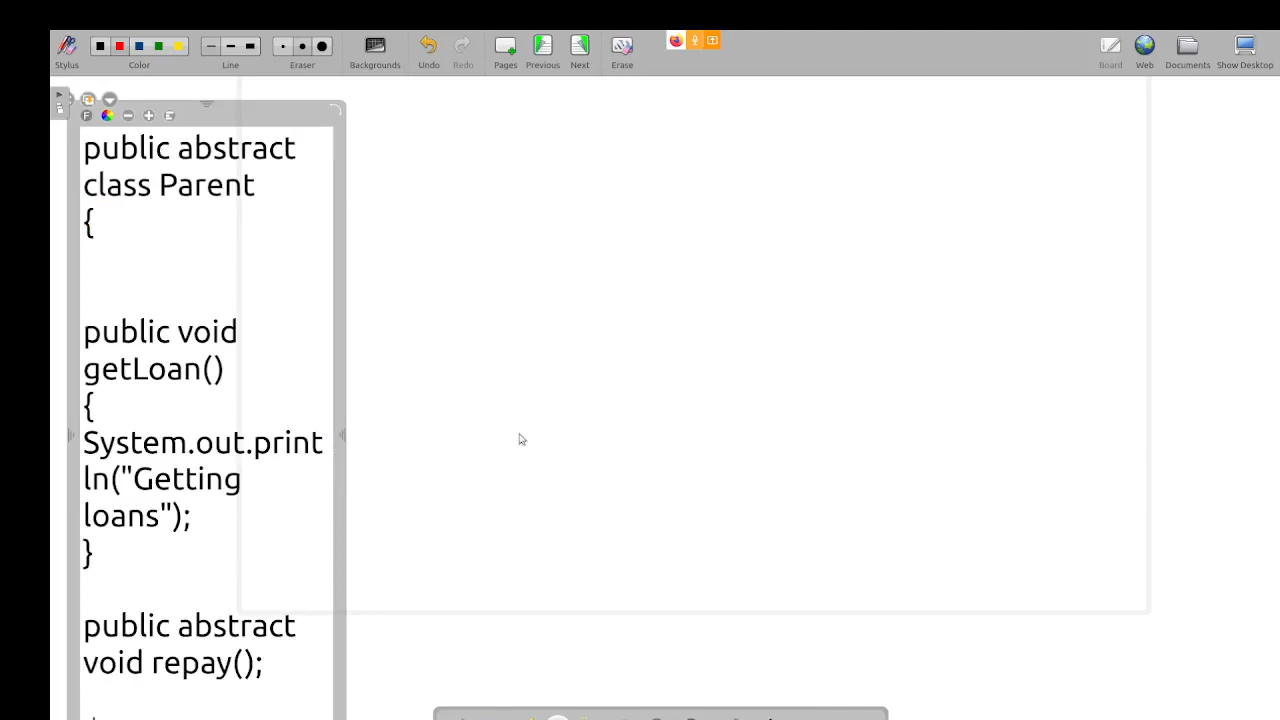 Stylus Color Line Eraser Backgrounds Undo Redo Pages Previous Next Erase Board Web Documents Show Desktop
F
public abstract
class Parent
{
public void
getLoan()
{
System.out.print
ln("Getting
loans");
}
public abstract
void repay();